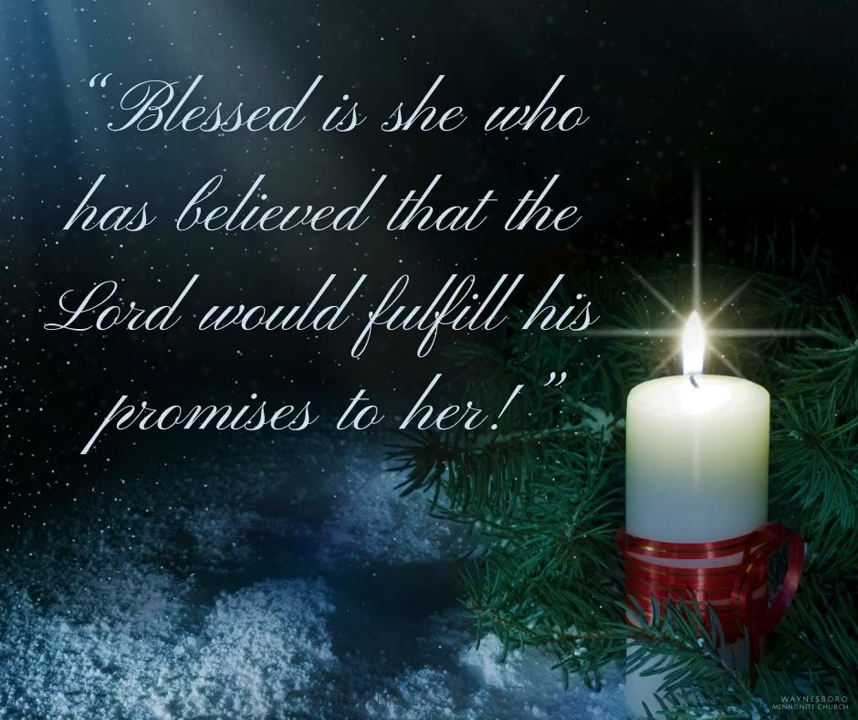 “Blessed is she who
has believed that the
Lord would fulfill his
promises to her! ”
WAYNESBORO
MENNONITE CHURCH